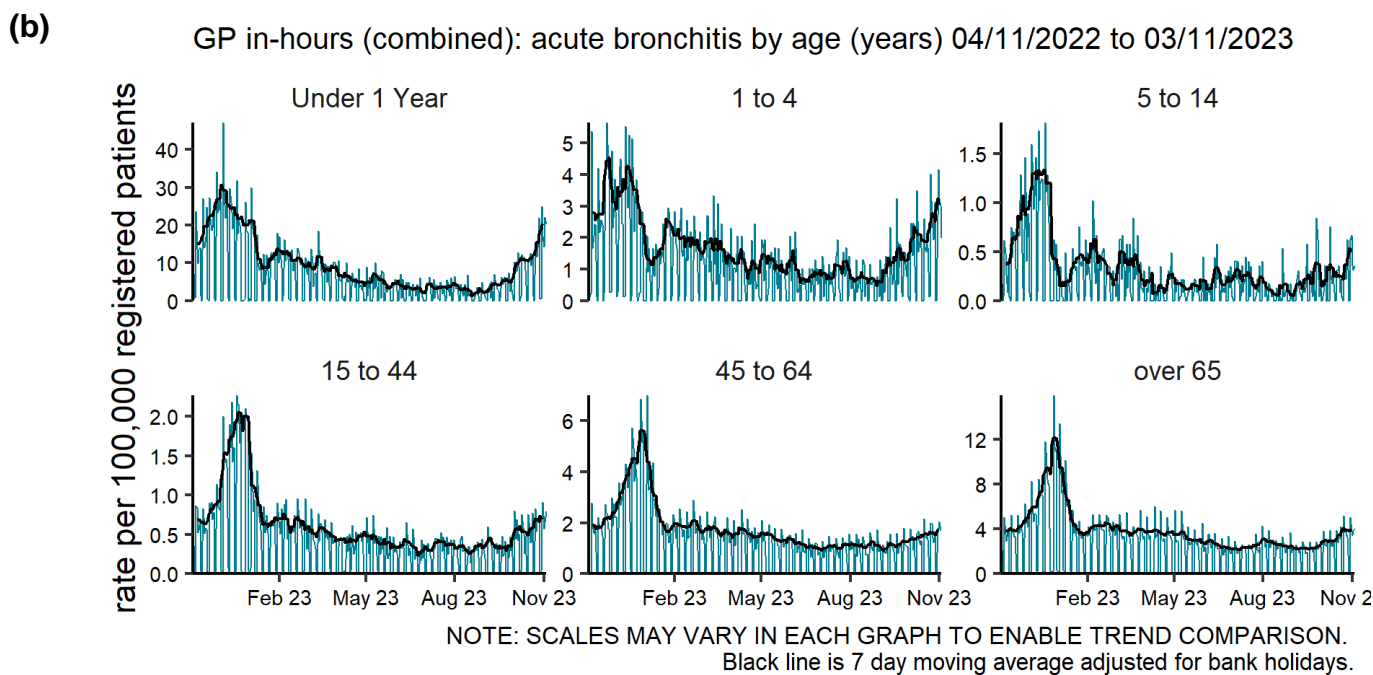 (b)
GP in-hours (combined): acute bronchitis by age (years) 04/11/2022 to 03/11/2023
rate per 100,000 registered patients
Under 1 Year
40
30
20
10
0
1 to 4
5
4
3
2
1
0
5 to 14
1.5
1.0
0.5
0.0
15 to 44
2.0
1.5
1.0
0.5
0.0
Feb 23 May 23 Aug 23 Nov 23
45 to 64
6
4
2
0
Feb 23 May 23 Aug 23 Nov 23
over 65
12
8
4
0
Feb 23 May 23 Aug 23 Nov 2
NOTE: SCALES MAY VARY IN EACH GRAPH TO ENABLE TREND COMPARISON.
Black line is 7 day moving average adjusted for bank holidays.